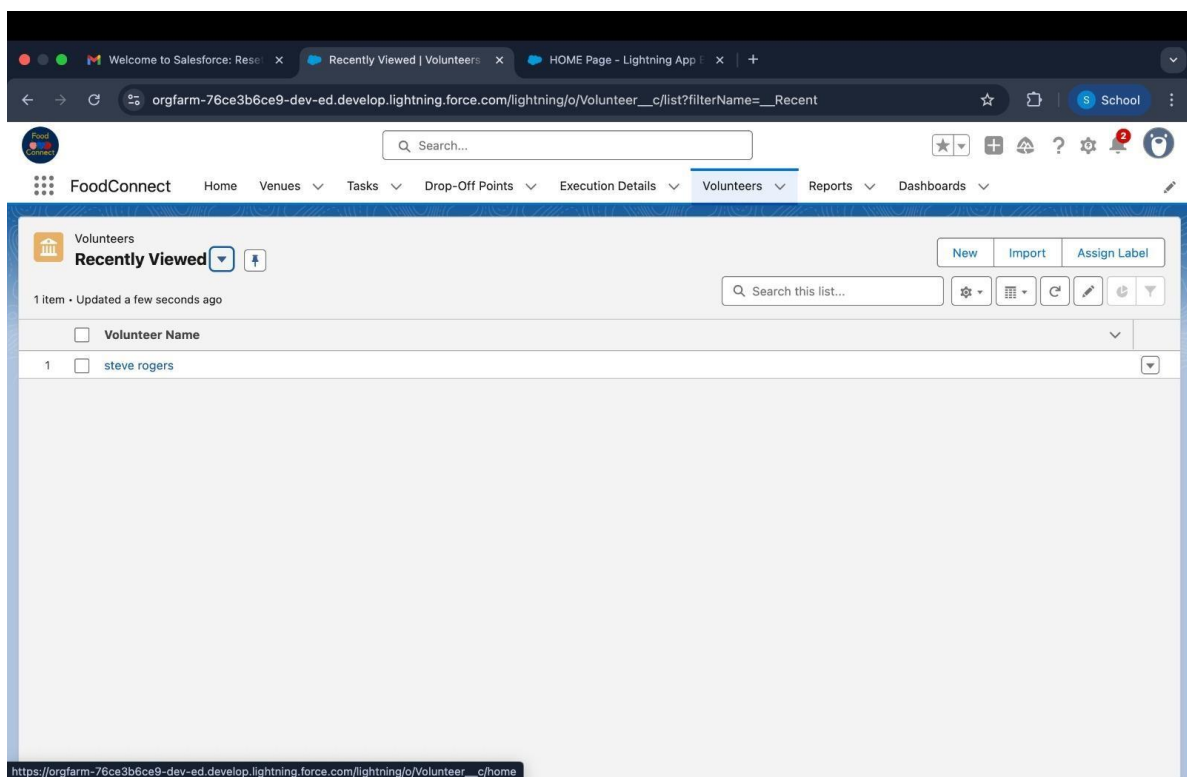 Welcome to Salesforce: Rese
Recently Viewed | Volunteers
HOME Page - Lightning App
orgfarm-76ce3b6ce9-dev-ed.develop.lightning.force.com/lightning/o/Volunteer__c/list?filterName=__Recent
S School
Food Connect
Search...
2
FoodConnect Home Venues Tasks Drop-Off Points Execution Details Volunteers Reports Dashboards
Volunteers
Recently Viewed
New Import Assign Label
1 item • Updated a few seconds ago
Search this list...
Volunteer Name
1 steve rogers
https://orgfarm-76ce3b6ce9-dev-ed.develop.lightning.force.com/lightning/o/Volunteer__c/home